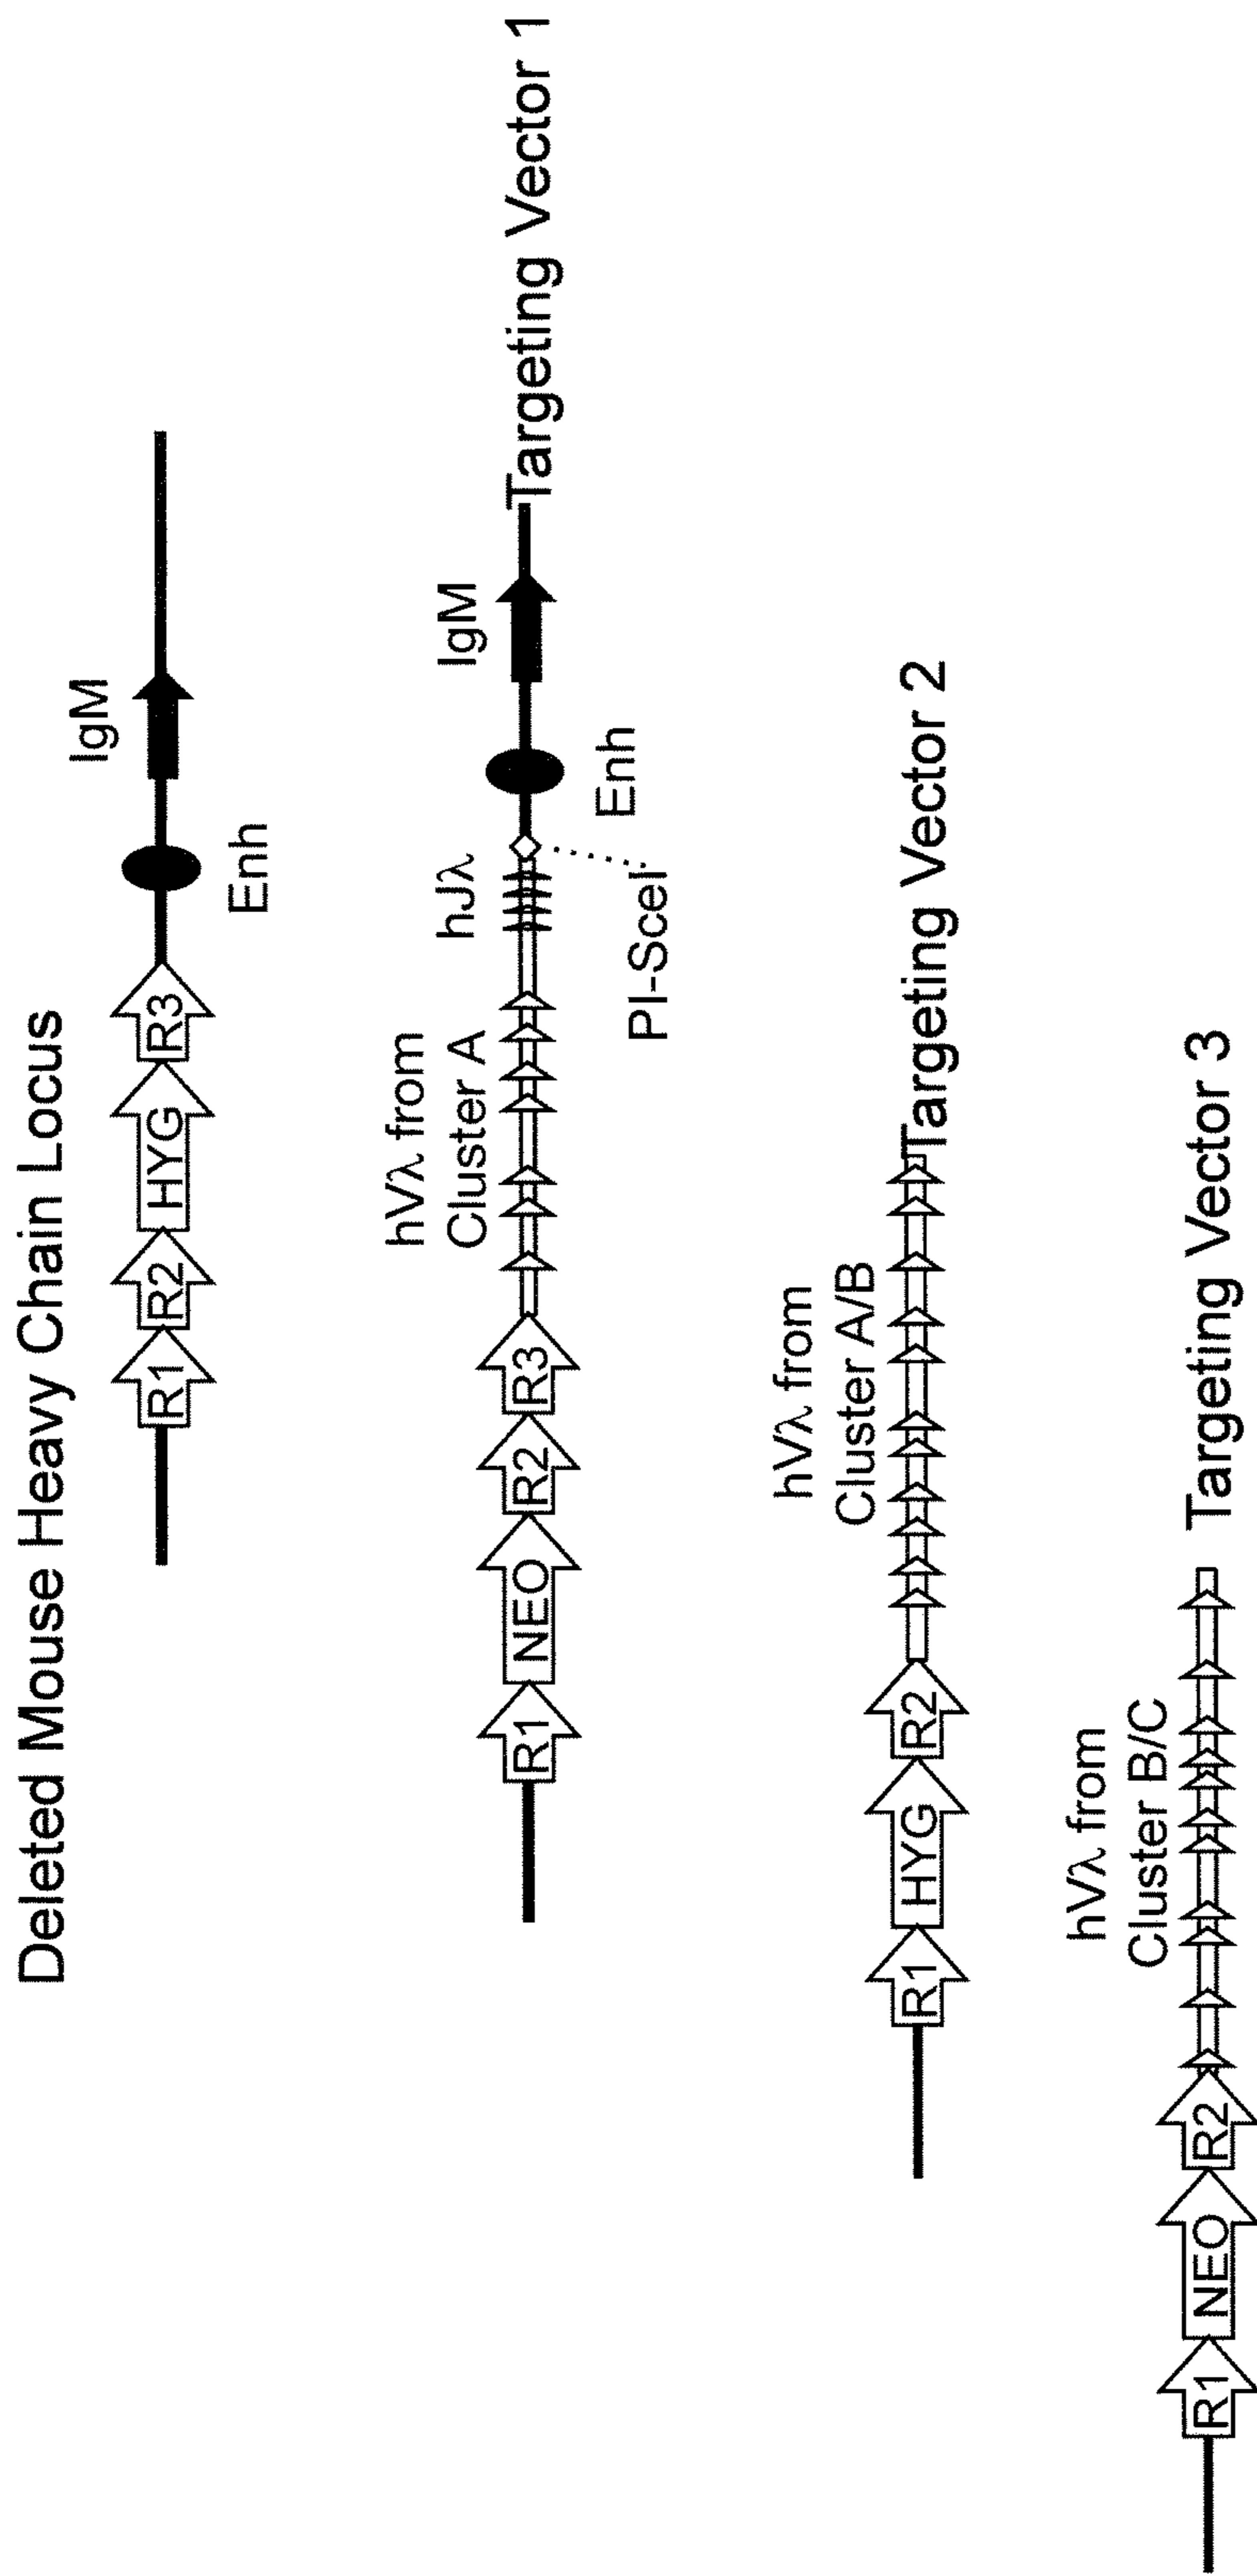 Deleted Mouse Heavy Chain Locus
IgM
R1 R2 HYG R3
Enh
hVλ from
Cluster A
hJλ
IgM
R1 NEO R2 R3
Targeting Vector 1
Enh
PI-SceI
hVλ from
Cluster A/B
R1 HYG R2
Targeting Vector 2
hVλ from
Cluster B/C
R1 NEO R2
Targeting Vector 3